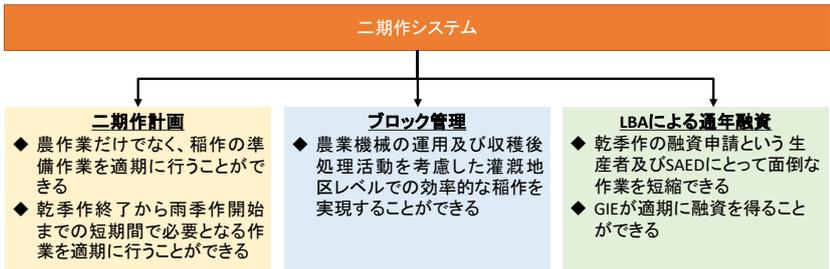 二期作システム
二期作計画
◆ 農作業だけでなく、稲作の準
備作業を適期に行うことがで
きる
◆ 乾季作終了から雨季作開始
までの短期間で必要となる作
業を適期に行うことができる
ブロック管理
◆ 農業機械の運用及び収穫後
処理活動を考慮した灌漑地
区レベルでの効率的な稲作を
実現することができる
LBAによる通年融資
◆ 乾季作の融資申請という 生
産者及びSAEDにとって面倒な
作業を短縮できる
◆ GIEが適期に融資を得ること
ができる